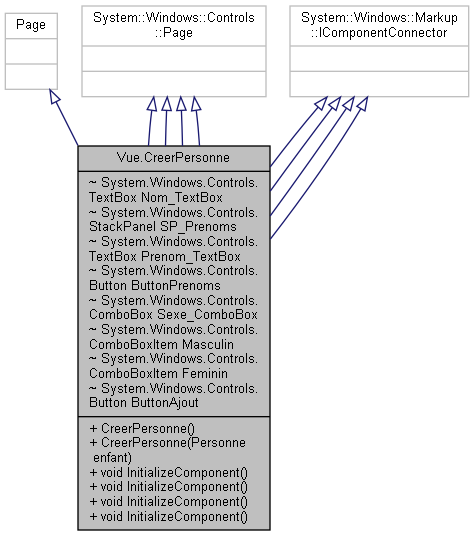 Page
System::Windows::Controls
::Page
System::Windows::Markup
::IComponentConnector
Vue.CreerPersonne
~ System.Windows.Controls.
TextBox Nom_TextBox
~ System.Windows.Controls.
StackPanel SP_Prenoms
~ System.Windows.Controls.
TextBox Prenom_TextBox
~ System.Windows.Controls.
Button ButtonPrenoms
~ System.Windows.Controls.
ComboBox Sexe_ComboBox
~ System.Windows.Controls.
ComboBoxItem Masculin
~ System.Windows.Controls.
ComboBoxItem Feminin
~ System.Windows.Controls.
Button ButtonAjout
+ CreerPersonne()
+ CreerPersonne(Personne
enfant)
+ void InitializeComponent()
+ void InitializeComponent()
+ void InitializeComponent()
+ void InitializeComponent()